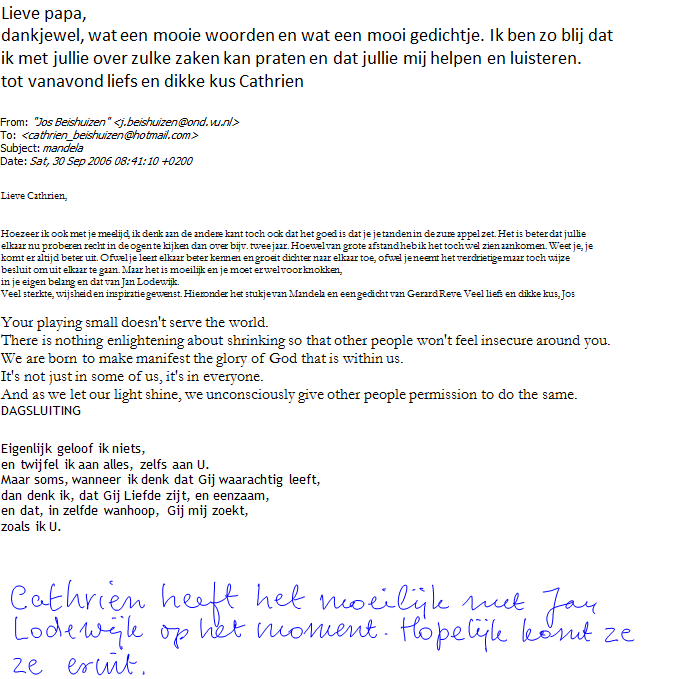 Lieve papa,
dankjewel, wat een mooie woorden en wat een mooi gedichtje. Ik ben zo blij dat
ik met jullie over zulke zaken kan praten en dat jullie mij helpen en luisteren.
tot vanavond liefs en dikke kus Cathrien
From: "Jos Beishuizen" <j.beishuizen@ond.vu.nl>
To: <cathrien_beishuizen@hotmail.com>
Subject: mandela
Date: Sat, 30 Sep 2006 08:41:10 +0200
Lieve Cathrien,
Hoezeer ik ook met je meelijd, ik denk aan de andere kant toch ook dat het goed is dat je je tanden in de zure appel zet. Het is beter dat jullie
elkaar nu proberen recht in de ogen te kijken dan over bijv. twee jaar. Hoewel van grote afstand heb ik het toch wel zien aankomen. Weet je, je
komt er altijd beter uit. Ofwel je leert elkaar beter kennen en groeit dichter naar elkaar toe, ofwel je neemt het verdrietige maar toch wijze
besluit om uit elkaar te gaan. Maar het is moeilijk en je moet er wel voor knokken,
in je eigen belang en dat van Jan Lodewijk.
Veel sterkte, wijsheid en inspiratie gewenst. Hieronder het stukje van Mandela en een gedicht van Gerard Reve. Veel liefs en dikke kus, Jos
Your playing small doesn't serve the world.
There is nothing enlightening about shrinking so that other people won't feel insecure around you.
We are born to make manifest the glory of God that is within us.
It's not just in some of us, it's in everyone.
And as we let our light shine, we unconsciously give other people permission to do the same.
DAGSLUITING
Eigenlijk geloof ik niets,
en twijfel ik aan alles, zelfs aan U.
Maar soms, wanneer ik denk dat Gij waarachtig leeft,
dan denk ik, dat Gij Liefde zijt, en eenzaam,
en dat, in zelfde wanhoop, Gij mij zoekt,
zoals ik U.
Cathrien heeft het moeilijk met Jan
Lodewijk op het moment. Hopelijk komt ze
ze eruit.